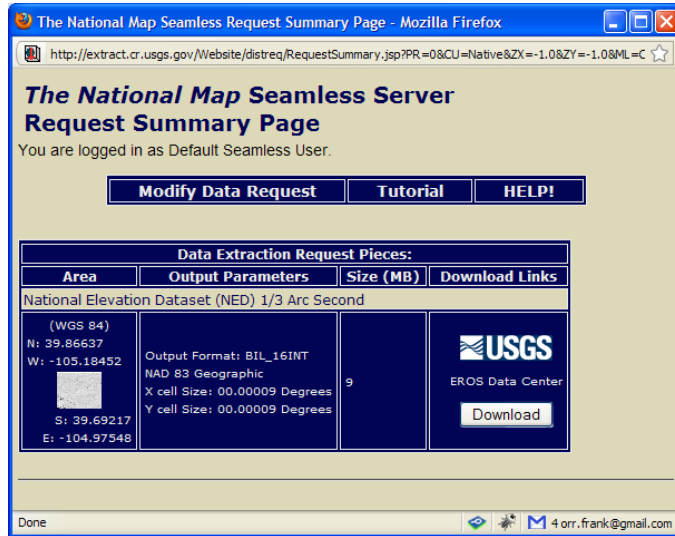 The National Map Seamless Request Summary Page - Mozilla Firefox
http://extract.cr.usgs.gov/Website/distreq/RequestSummary.jsp?PR=0&CU=Native&ZX=-1.0&ZY=-1.0&ML=C
The National Map Seamless Server
Request Summary Page
You are logged in as Default Seamless User.
Modify Data Request Tutorial HELP!
Data Extraction Request Pieces:
Area Output Parameters Size (MB) Download Links
National Elevation Dataset (NED) 1/3 Arc Second
(WGS 84)
N: 39.86637
W: -105.18452
S: 39.69217
E: -104.97548
Output Format: BIL_16INT
NAD 83 Geographic
X cell Size: 00.00009 Degrees
Y cell Size: 00.00009 Degrees
9
USGS
EROS Data Center
Download
Done
4 orr.frank@gmail.com